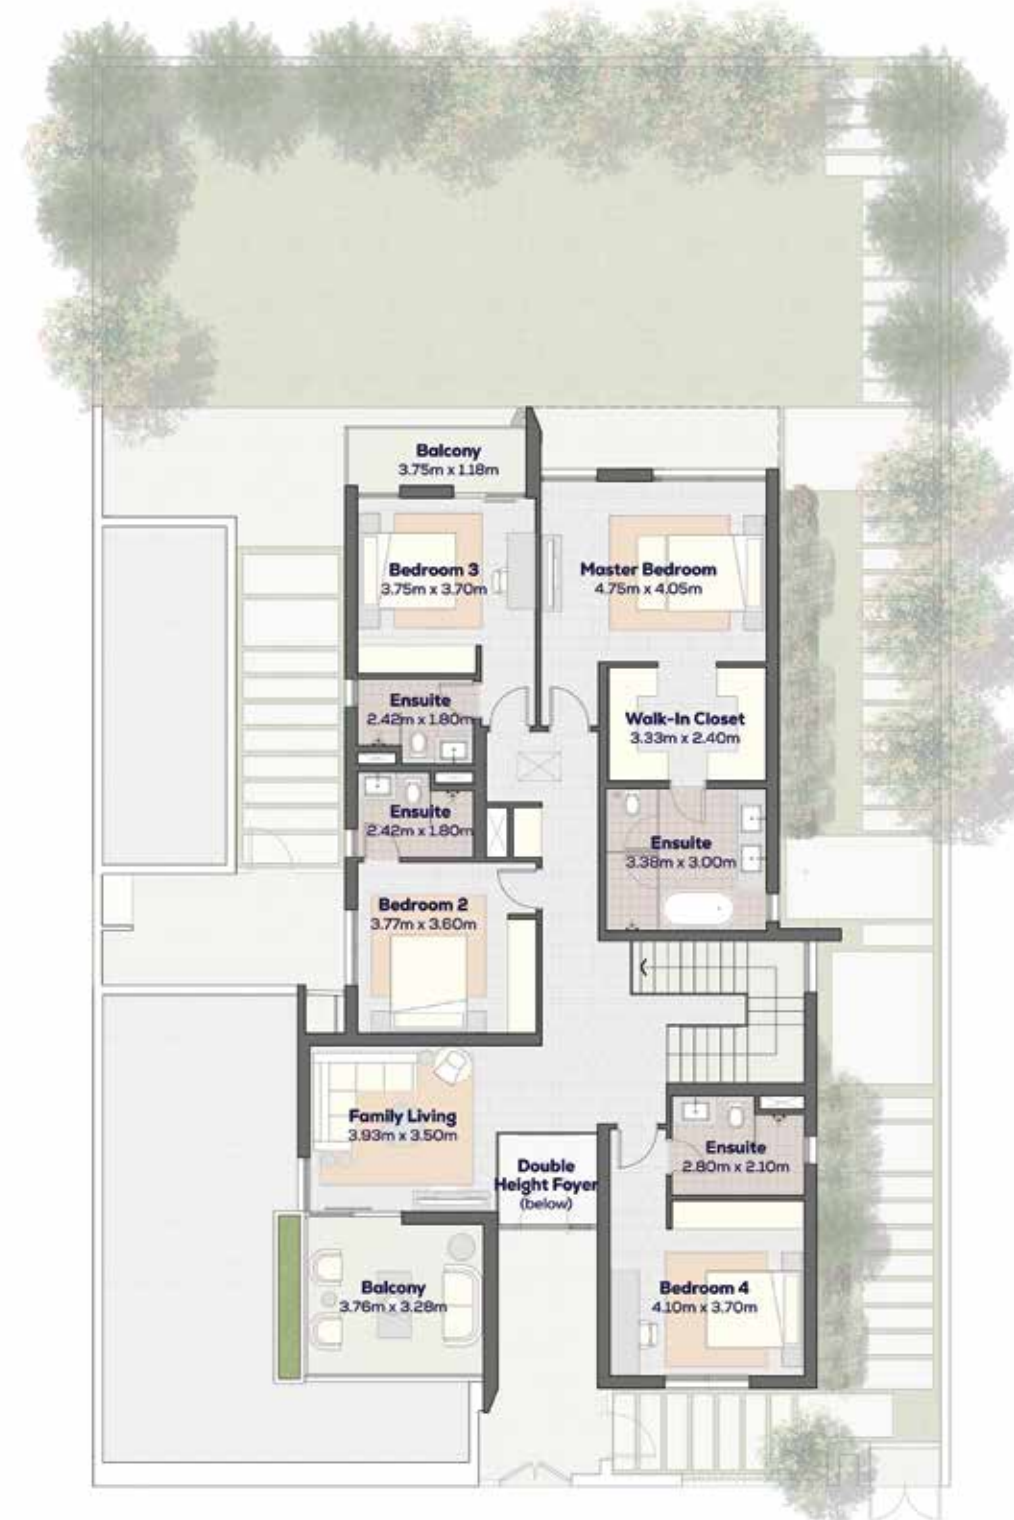 Balcony
3.75m x 1.18m
Bedroom 3
3.75m x 3.70m
Master Bedroom
4.75m x 4.05m
Ensuite
2.42m x 1.80m
Walk-In Closet
3.33m x 2.40m
Ensuite
2.42m x 1.80m
Ensuite
3.38m x 3.00m
Bedroom 2
3.77m x 3.60m
Family Living
3.93m x 3.50m
Ensuite
2.80m x 2.10m
Double
Height Foyer
(below)
Balcony
3.76m x 3.28m
Bedroom 4
4.10m x 3.70m